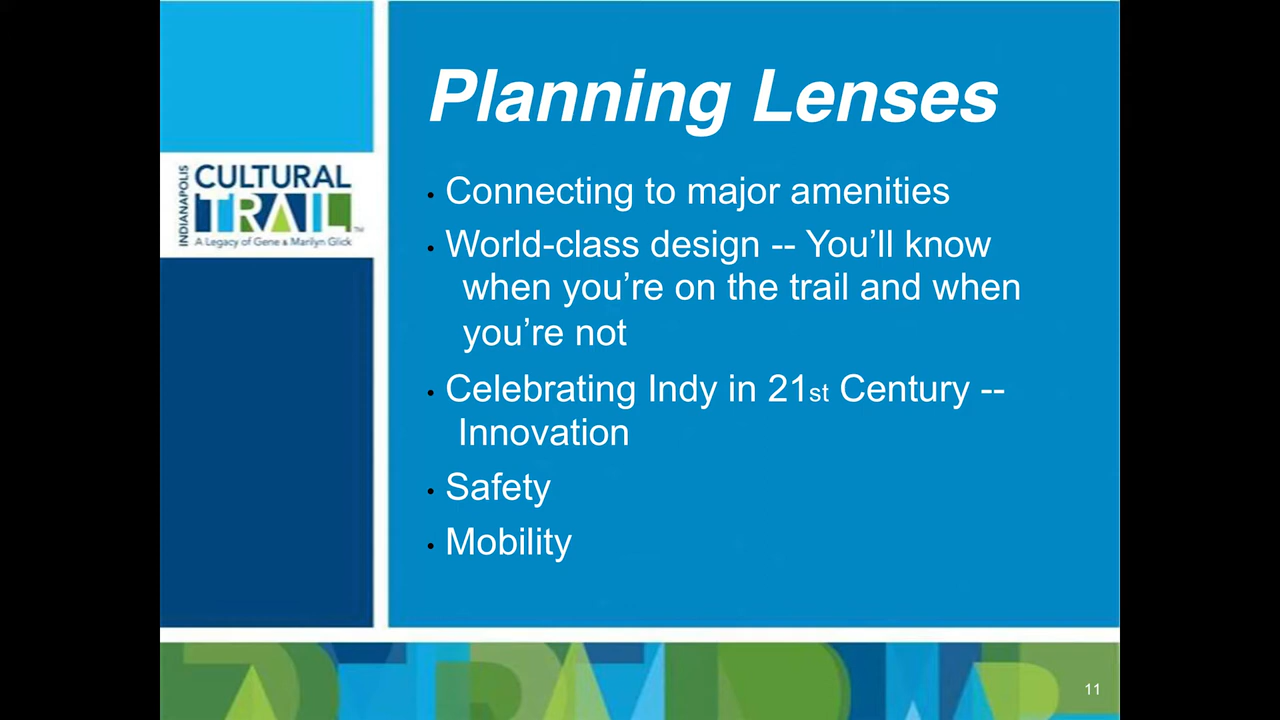 Planning Lenses
INDIANAPOLIS
CULTURAL
TRAIL™
A Legacy of Gene & Marilyn Glick
• Connecting to major amenities
• World-class design -- You’ll know
when you’re on the trail and when
you’re not
• Celebrating Indy in 21st Century --
Innovation
• Safety
• Mobility
11